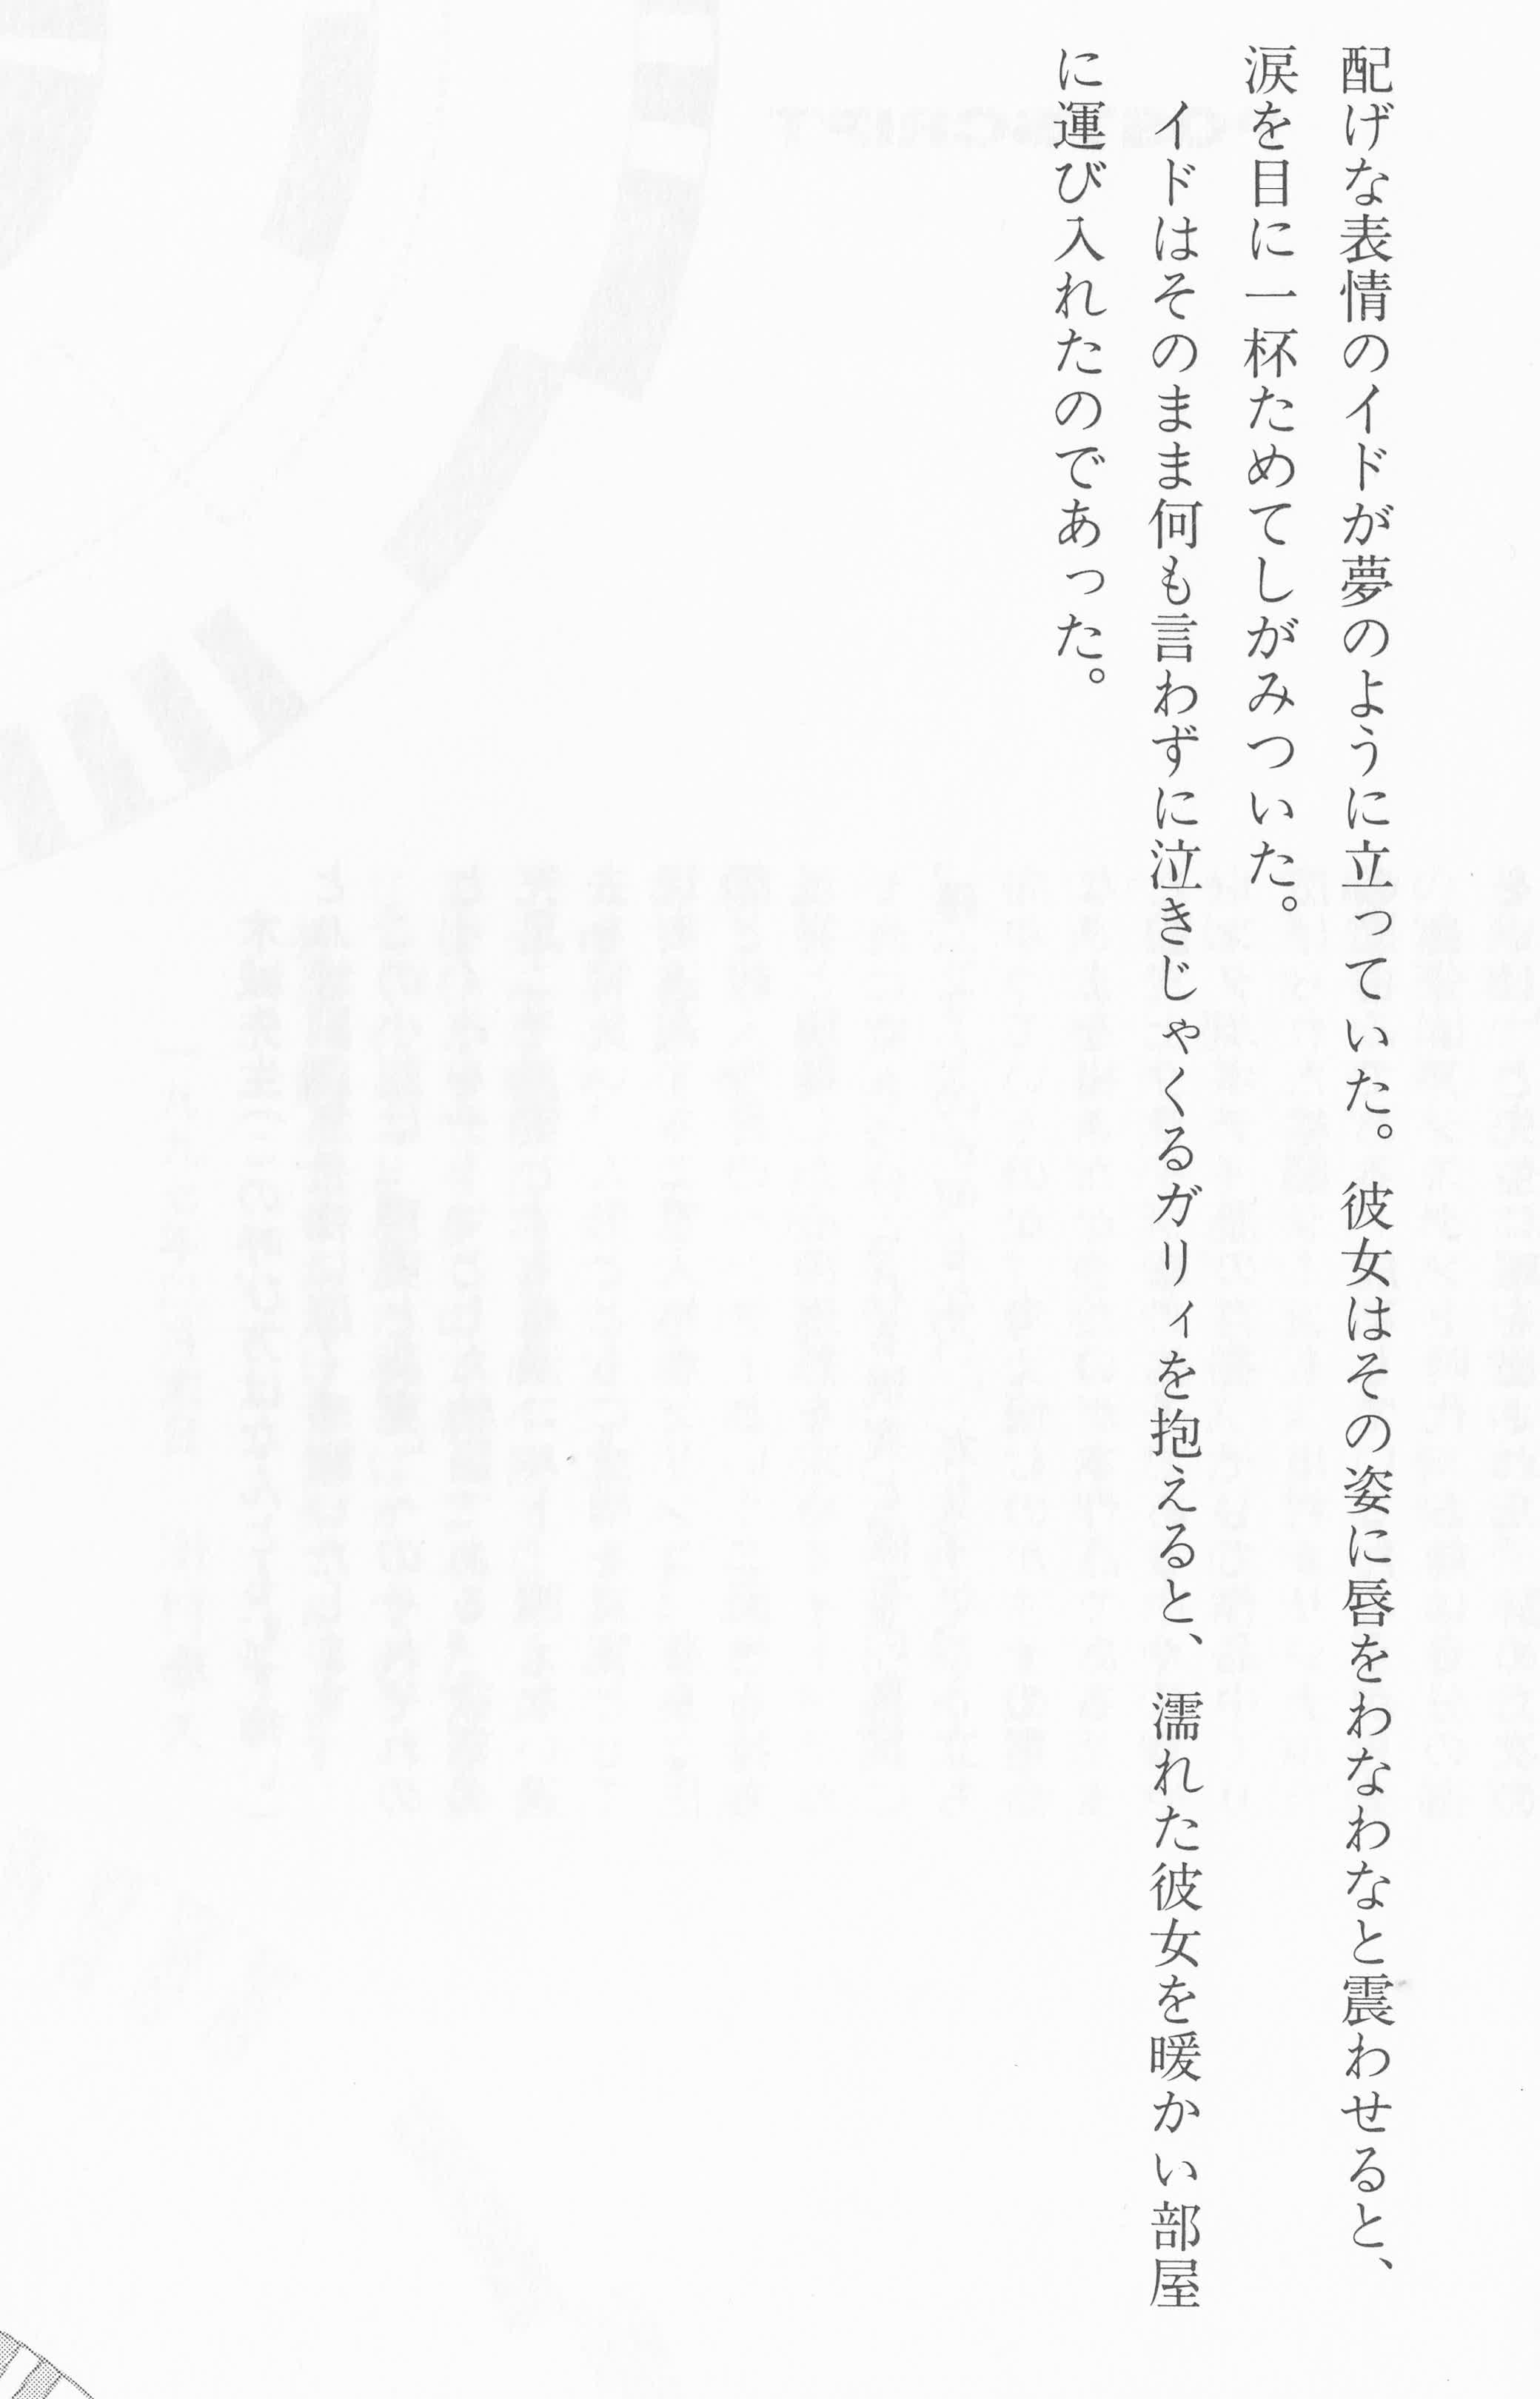 配げな表情のイドが夢のように立っていた。彼女はその姿に唇をわなわなと震わせると、
涙を目に一杯ためてしがみついた。
　イドはそのまま何も言わずに泣きじゃくるガリィを抱えると、濡れた彼女を暖かい部屋
に運び入れたのであった。